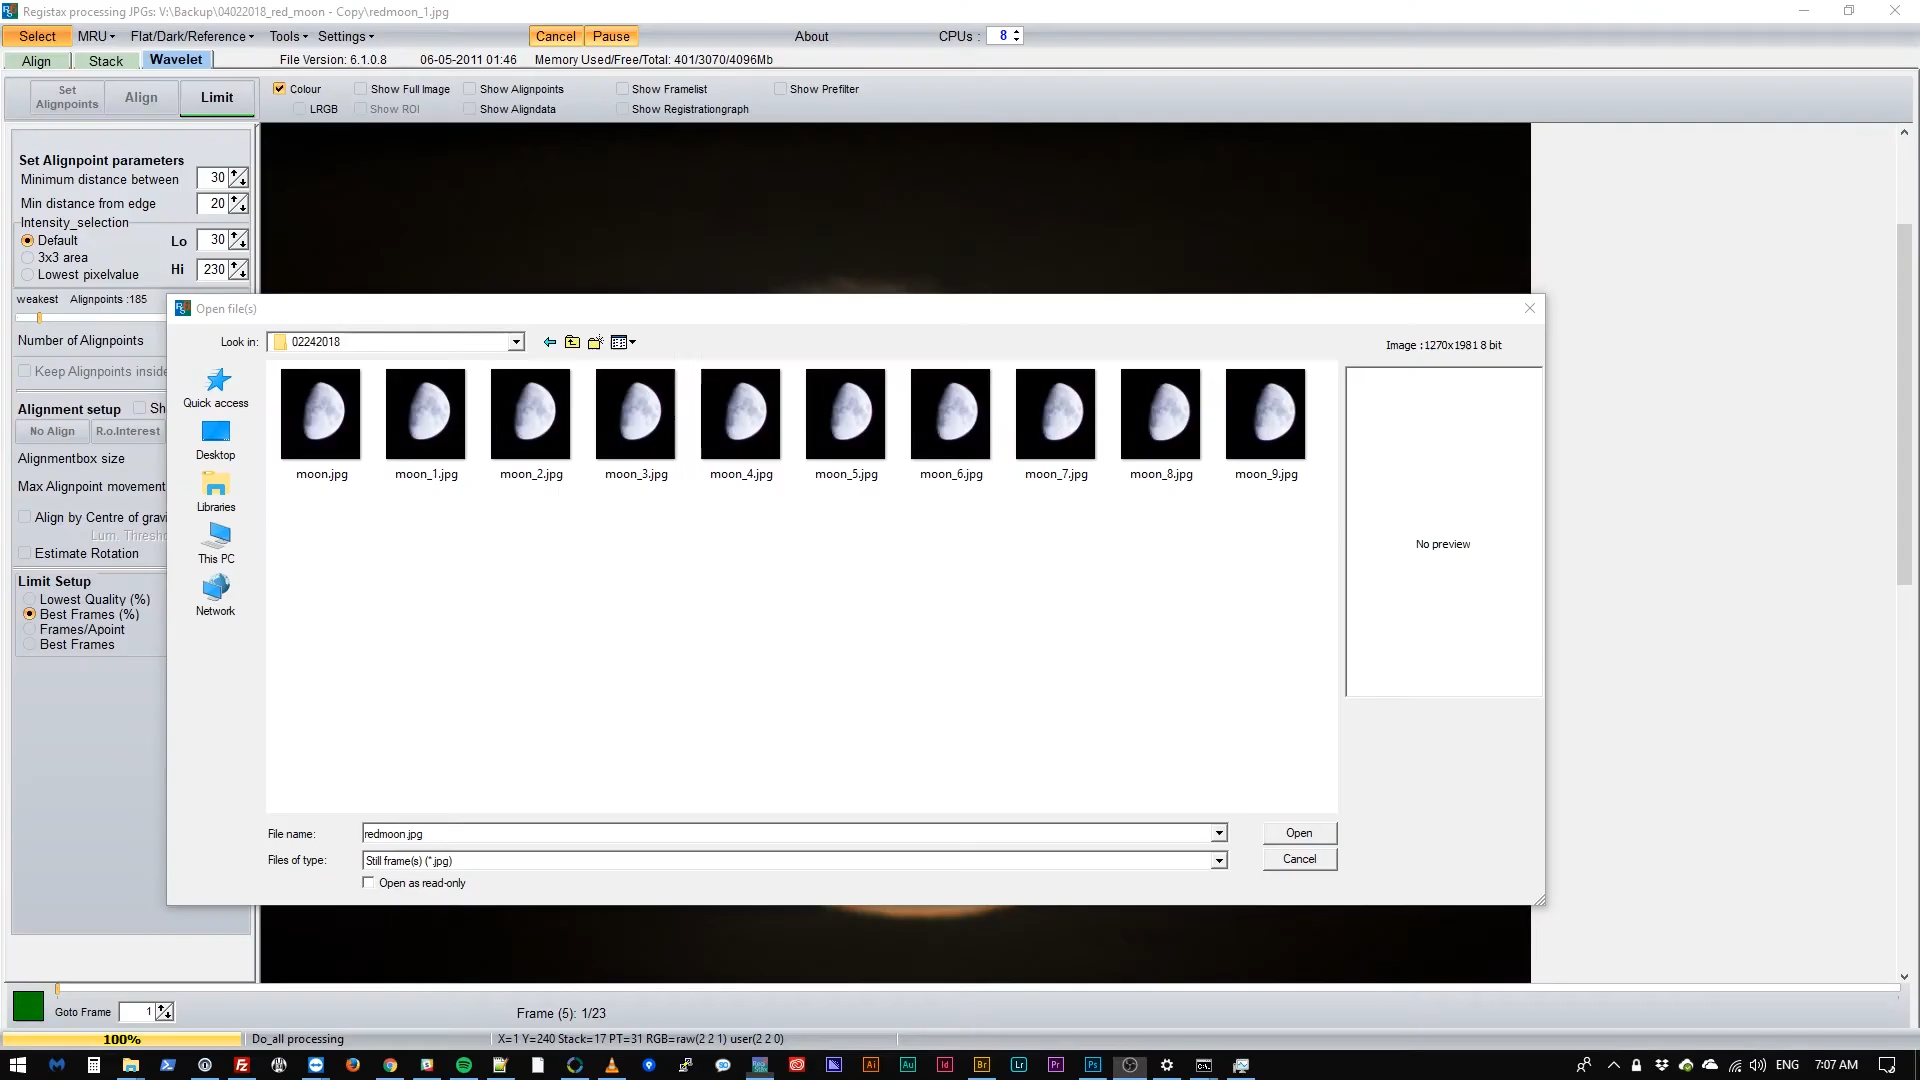 Registax processing JPGs: V:\Backup\04022018_red_moon - Copy\redmoon_1.jpg
Select MRU Flat/Dark/Reference Tools Settings Cancel Pause About CPUs : 8
Align Stack Wavelet File Version: 6.1.0.8 06-05-2011 01:46 Memory Used/Free/Total: 401/3070/4096Mb
Set Alignpoints Align Limit
Colour Show Full Image Show Alignpoints Show Framelist Show Prefilter
LRGB Show ROI Show Aligndata Show Registrationgraph
Set Alignpoint parameters
Minimum distance between 30
Min distance from edge 20
Intensity_selection
Default Lo 30
3x3 area
Lowest pixelvalue Hi 230
weakest Alignpoints :185
Number of Alignpoints
Keep Alignpoints inside
Alignment setup Sh
No Align R.o.Interest
Alignmentbox size
Max Alignpoint movement
Align by Centre of gravi
Lum. Thresho
Estimate Rotation
Limit Setup
Lowest Quality (%)
Best Frames (%)
Frames/Apoint
Best Frames
Open file(s)
Look in: 02242018
Image :1270x1981 8 bit
Quick access
Desktop
Libraries
This PC
Network
moon.jpg moon_1.jpg moon_2.jpg moon_3.jpg moon_4.jpg moon_5.jpg moon_6.jpg moon_7.jpg moon_8.jpg moon_9.jpg
No preview
File name: redmoon.jpg Open
Files of type: Still frame(s) (*.jpg) Cancel
Open as read-only
Goto Frame 1 Frame (5): 1/23
100% Do_all processing X=1 Y=240 Stack=17 PT=31 RGB=raw(2 2 1) user(2 2 0)
Ai Au Id Br Lr Pr Ps ENG 7:07 AM